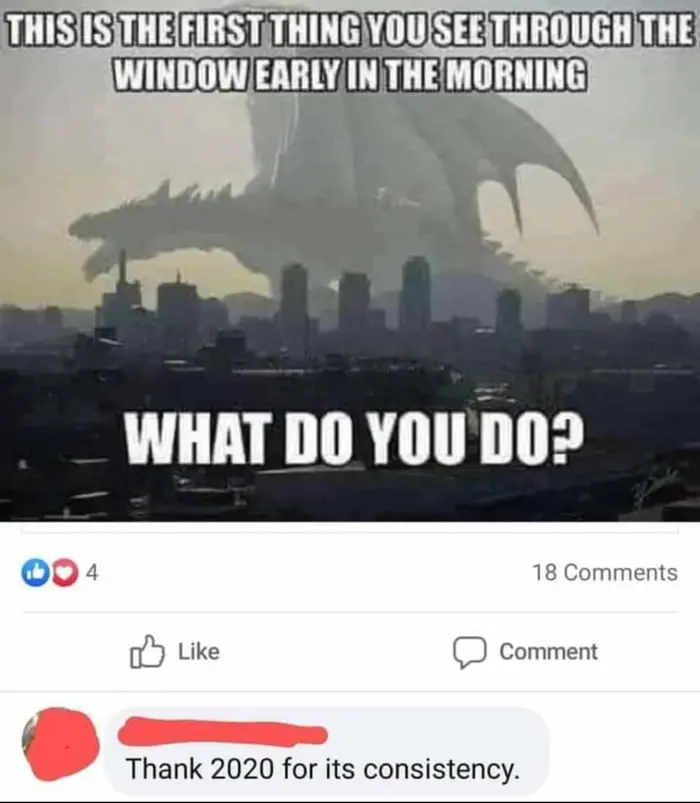 THIS IS THE FIRST THING YOU SEE THROUGH THE
WINDOW EARLY IN THE MORNING
WHAT DO YOU DO?
4
18 Comments
Like
Comment
Thank 2020 for its consistency.